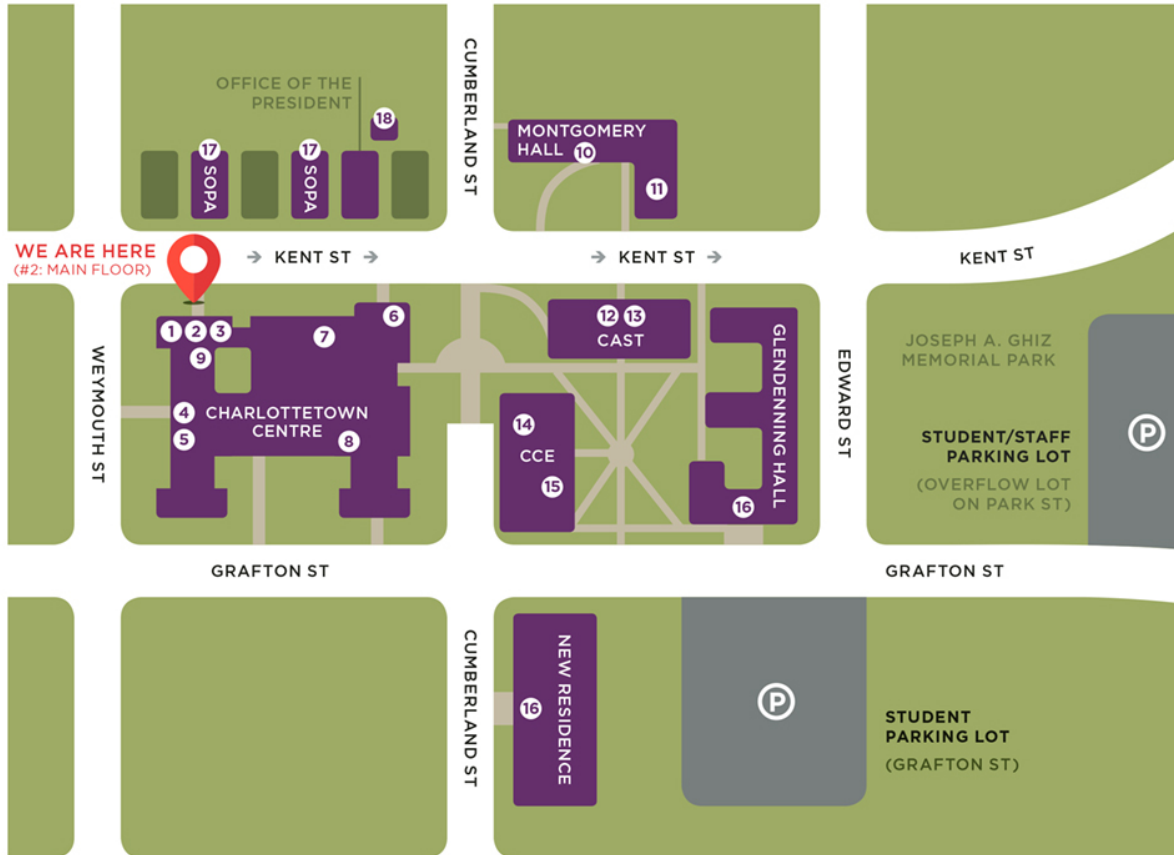 OFFICE OF THE
PRESIDENT
18
17
SOPA
17
SOPA
CUMBERLAND ST
MONTGOMERY
HALL
10
11
WE ARE HERE
(#2: MAIN FLOOR)
→ KENT ST →
→ KENT ST →
KENT ST
WEYMOUTH ST
1
2
3
9
7
6
4
5
CHARLOTTETOWN
CENTRE
8
12
13
CAST
14
CCE
15
GLENDENNING HALL
16
EDWARD ST
JOSEPH A. GHIZ
MEMORIAL PARK
STUDENT/STAFF
PARKING LOT
(OVERFLOW LOT
ON PARK ST)
P
GRAFTON ST
GRAFTON ST
CUMBERLAND ST
16
NEW RESIDENCE
P
STUDENT
PARKING LOT
(GRAFTON ST)